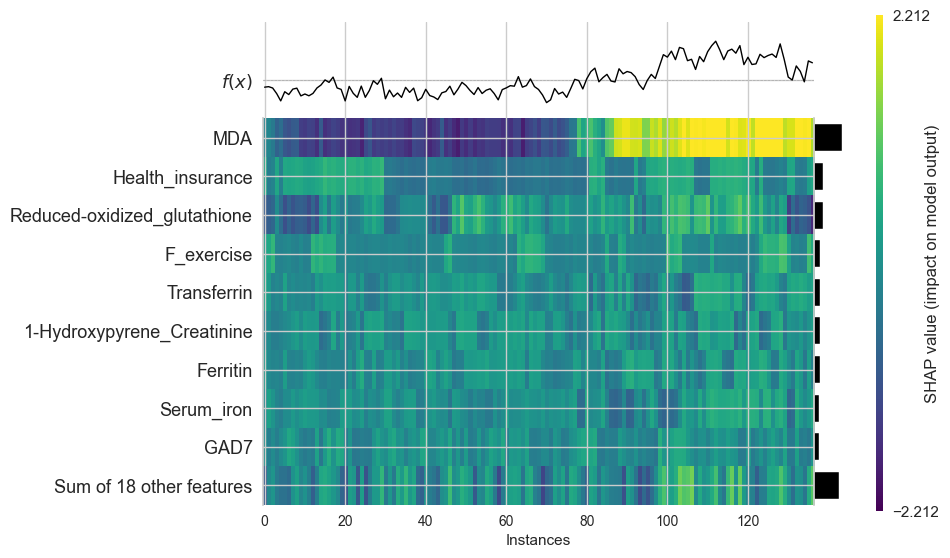 2.212
f(x)
MDA
Health_insurance
Reduced-oxidized_glutathione
F_exercise
Transferrin
1-Hydroxypyrene_Creatinine
Ferritin
Serum_iron
GAD7
Sum of 18 other features
0 20 40 60 80 100 120
Instances
−2.212
SHAP value (impact on model output)